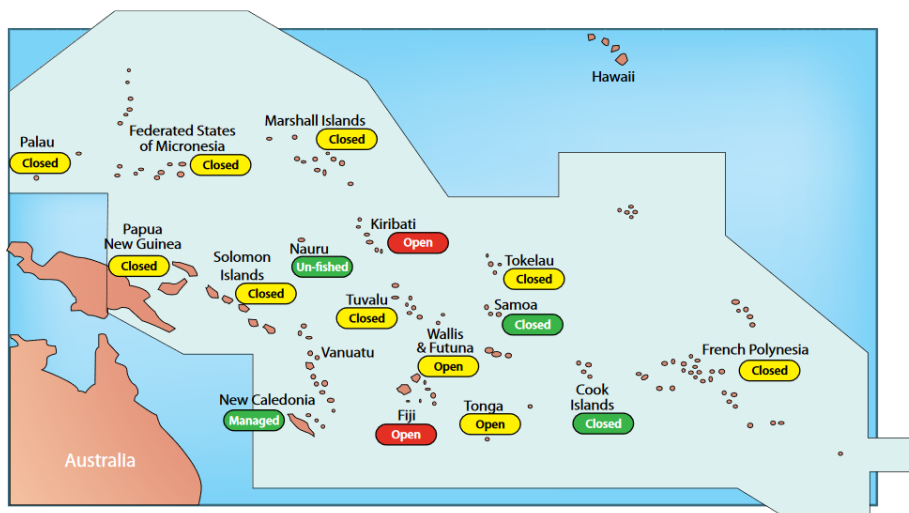 Hawaii
Marshall Islands
Closed
Federated States
of Micronesia
Closed
Palau
Closed
Papua
New Guinea
Closed
Solomon
Islands
Closed
Nauru
Un-fished
Kiribati
Open
Tokelau
Closed
Tuvalu
Closed
Samoa
Closed
Wallis
& Futuna
Open
Vanuatu
French Polynesia
Closed
New Caledonia
Managed
Fiji
Open
Tonga
Open
Cook
Islands
Closed
Australia